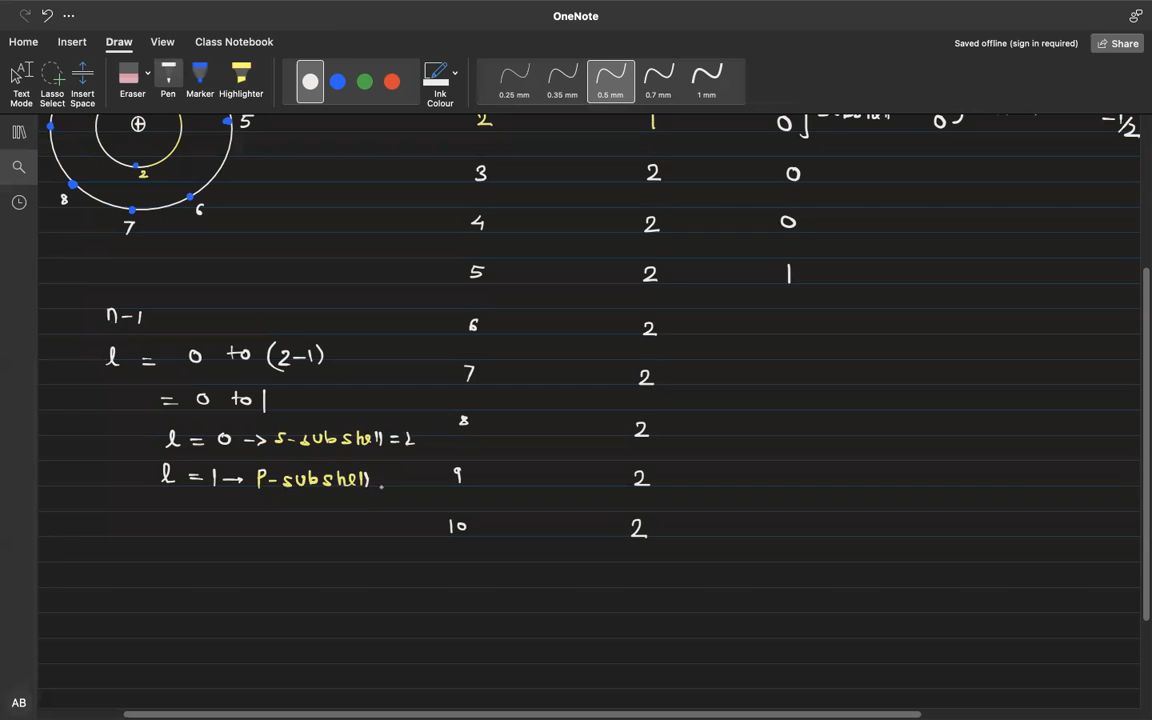 OneNote
Home Insert Draw View Class Notebook
Saved offline (sign in required) Share
Text Mode Lasso Select Insert Space Eraser Pen Marker Highlighter Ink Colour 0.25 mm 0.35 mm 0.5 mm 0.7 mm 1 mm
5 2 1 0] 0 -1/2
2
3 2 0
8 6
7
4 2 0
5 2 1
n-1
6 2
l = 0 to (2-1)
7 2
= 0 to 1
8 2
l = 0 -> s-subshell = 2
l = 1 → p-subshell
9 2
10 2
AB